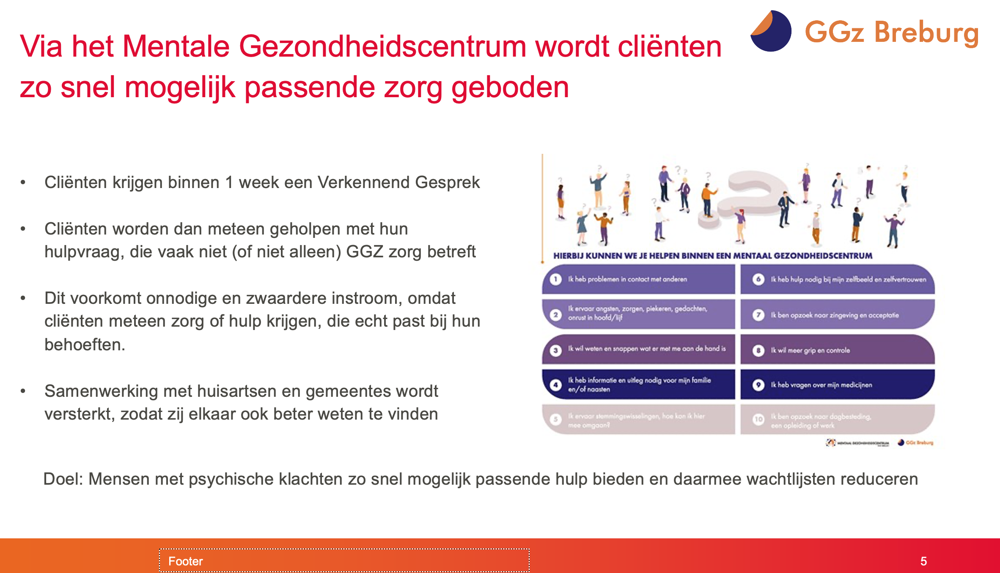 Via het Mentale Gezondheidscentrum wordt cliënten
zo snel mogelijk passende zorg geboden
GGz Breburg
• Cliënten krijgen binnen 1 week een Verkennend Gesprek
• Cliënten worden dan meteen geholpen met hun
hulpvraag, die vaak niet (of niet alleen) GGZ zorg betreft
• Dit voorkomt onnodige en zwaardere instroom, omdat
cliënten meteen zorg of hulp krijgen, die echt past bij hun
behoeften.
• Samenwerking met huisartsen en gemeentes wordt
versterkt, zodat zij elkaar ook beter weten te vinden
HIERBIJ KUNNEN WE JE HELPEN BINNEN EEN MENTAAL GEZONDHEIDSCENTRUM
1 Ik heb problemen in contact met anderen
2 Ik ervaar angsten, zorgen, piekeren, gedachten,
onrust in hoofd/lijf
3 Ik wil weten en snappen wat er met me aan de hand is
4 Ik heb informatie en uitleg nodig voor mijn familie
en/of naasten
5 Ik ervaar stemmingswisselingen, hoe kan ik hier
mee omgaan?
6 Ik heb hulp nodig bij mijn zelfbeeld en zelfvertrouwen
7 Ik ben opzoek naar zingeving en acceptatie
8 Ik wil meer grip en controle
9 Ik heb vragen over mijn medicijnen
10 Ik ben opzoek naar dagbesteding,
een opleiding of werk
MENTAAL GEZONDHEIDSCENTRUM
GGz Breburg
Doel: Mensen met psychische klachten zo snel mogelijk passende hulp bieden en daarmee wachtlijsten reduceren
Footer
5